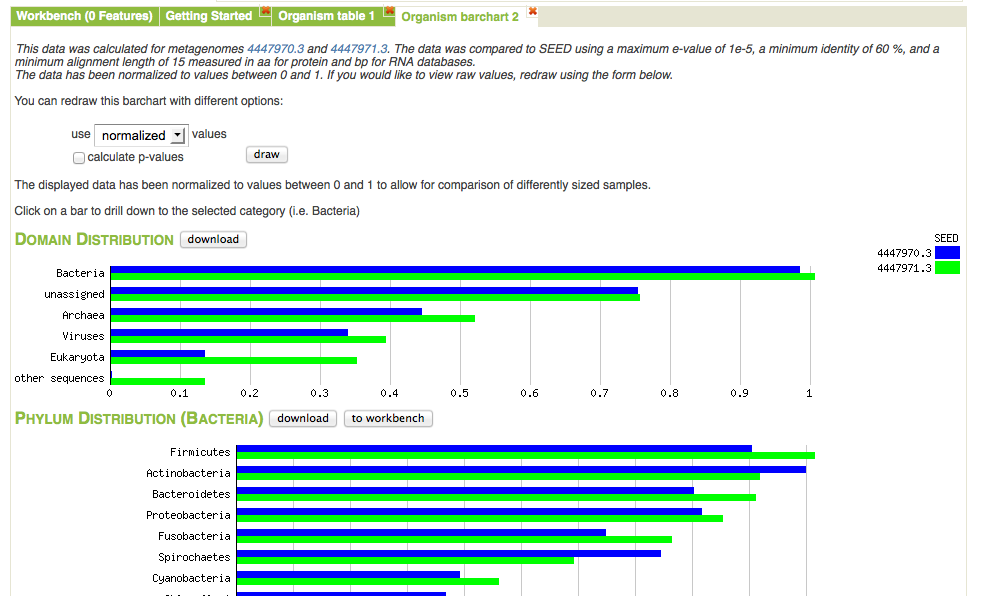 Workbench (0 Features) Getting Started Organism table 1 Organism barchart 2
This data was calculated for metagenomes 4447970.3 and 4447971.3. The data was compared to SEED using a maximum e-value of 1e-5, a minimum identity of 60 %, and a
minimum alignment length of 15 measured in aa for protein and bp for RNA databases.
The data has been normalized to values between 0 and 1. If you would like to view raw values, redraw using the form below.
You can redraw this barchart with different options:
use normalized values
calculate p-values draw
The displayed data has been normalized to values between 0 and 1 to allow for comparison of differently sized samples.
Click on a bar to drill down to the selected category (i.e. Bacteria)
DOMAIN DISTRIBUTION download
SEED
4447970.3
4447971.3
Bacteria
unassigned
Archaea
Viruses
Eukaryota
other sequences
0 0.1 0.2 0.3 0.4 0.5 0.6 0.7 0.8 0.9 1
PHYLUM DISTRIBUTION (BACTERIA) download to workbench
Firmicutes
Actinobacteria
Bacteroidetes
Proteobacteria
Fusobacteria
Spirochaetes
Cyanobacteria